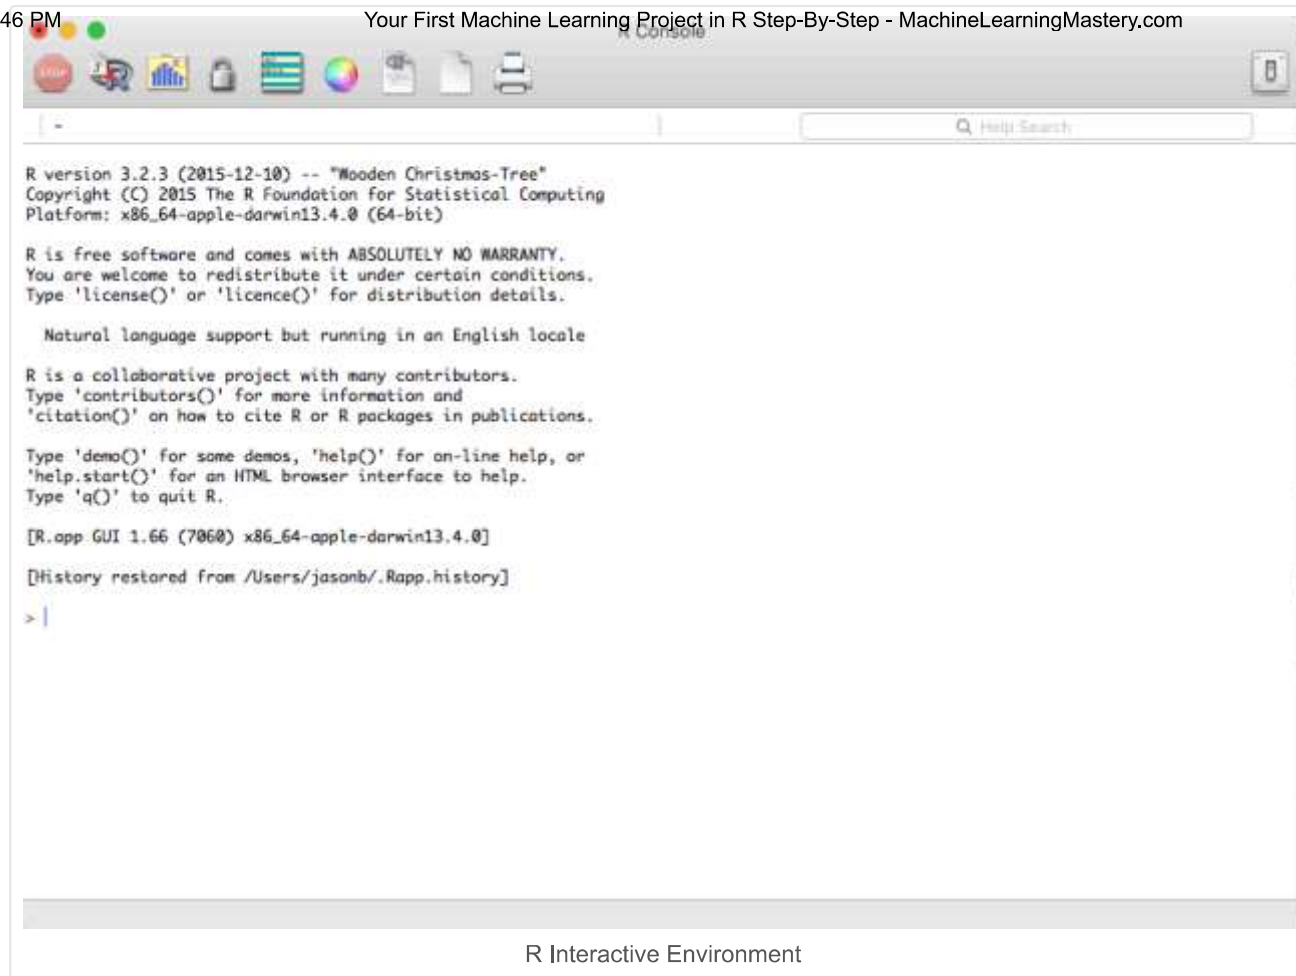 46 PM
Your First Machine Learning Project in R Step-By-Step - MachineLearningMastery.com
R Console
STOP
Help Search
R version 3.2.3 (2015-12-10) -- "Wooden Christmas-Tree"
Copyright (C) 2015 The R Foundation for Statistical Computing
Platform: x86_64-apple-darwin13.4.0 (64-bit)
R is free software and comes with ABSOLUTELY NO WARRANTY.
You are welcome to redistribute it under certain conditions.
Type 'license()' or 'licence()' for distribution details.
Natural language support but running in an English locale
R is a collaborative project with many contributors.
Type 'contributors()' for more information and
'citation()' on how to cite R or R packages in publications.
Type 'demo()' for some demos, 'help()' for on-line help, or
'help.start()' for an HTML browser interface to help.
Type 'q()' to quit R.
[R.app GUI 1.66 (7060) x86_64-apple-darwin13.4.0]
[History restored from /Users/jasonb/.Rapp.history]
>
R Interactive Environment